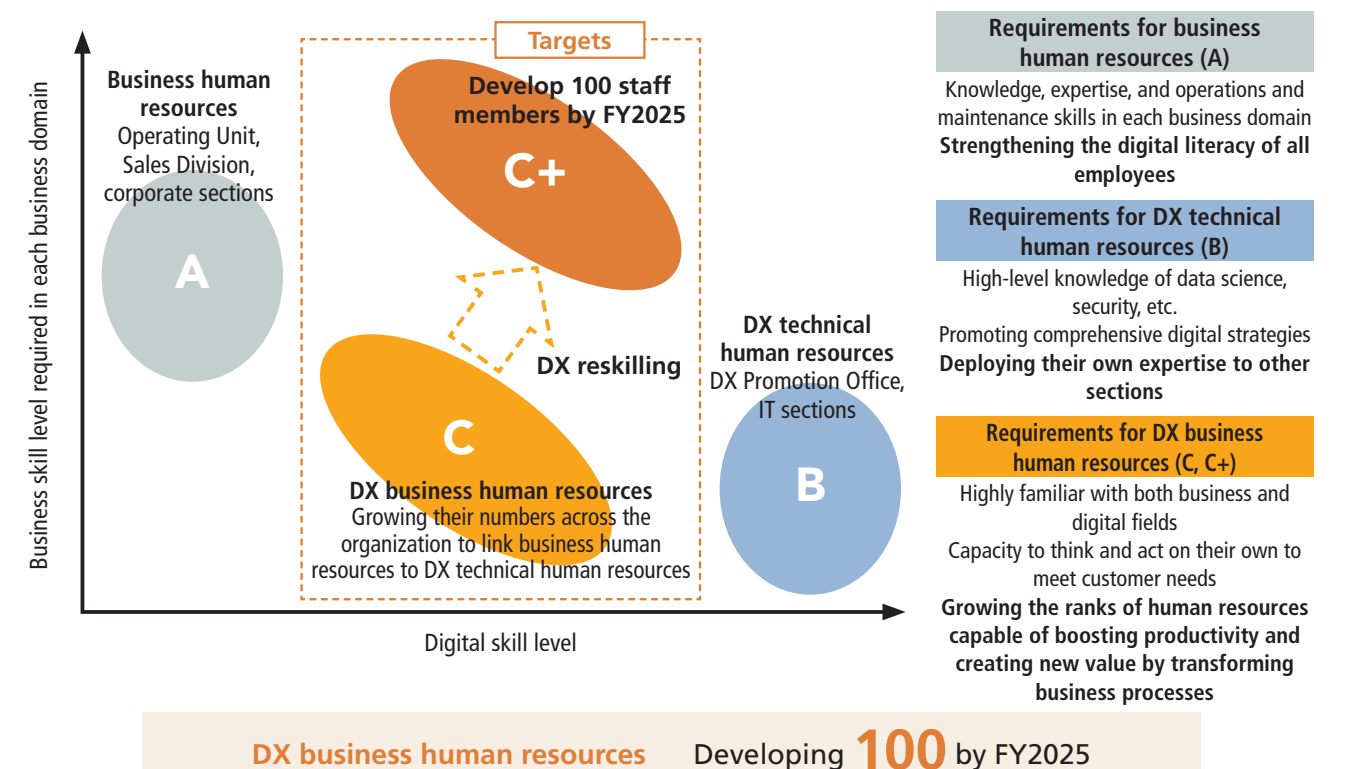 Business skill level required in each business domain
Business human
resources
Operating Unit,
Sales Division,
corporate sections
A
Targets
Develop 100 staff
members by FY2025
C+
DX reskilling
C
DX business human resources
Growing their numbers across the
organization to link business human
resources to DX technical human resources
DX technical
human resources
DX Promotion Office,
IT sections
B
Digital skill level
Requirements for business
human resources (A)
Knowledge, expertise, and operations and
maintenance skills in each business domain
Strengthening the digital literacy of all
employees
Requirements for DX technical
human resources (B)
High-level knowledge of data science,
security, etc.
Promoting comprehensive digital strategies
Deploying their own expertise to other
sections
Requirements for DX business
human resources (C, C+)
Highly familiar with both business and
digital fields
Capacity to think and act on their own to
meet customer needs
Growing the ranks of human resources
capable of boosting productivity and
creating new value by transforming
business processes
DX business human resources Developing 100 by FY2025